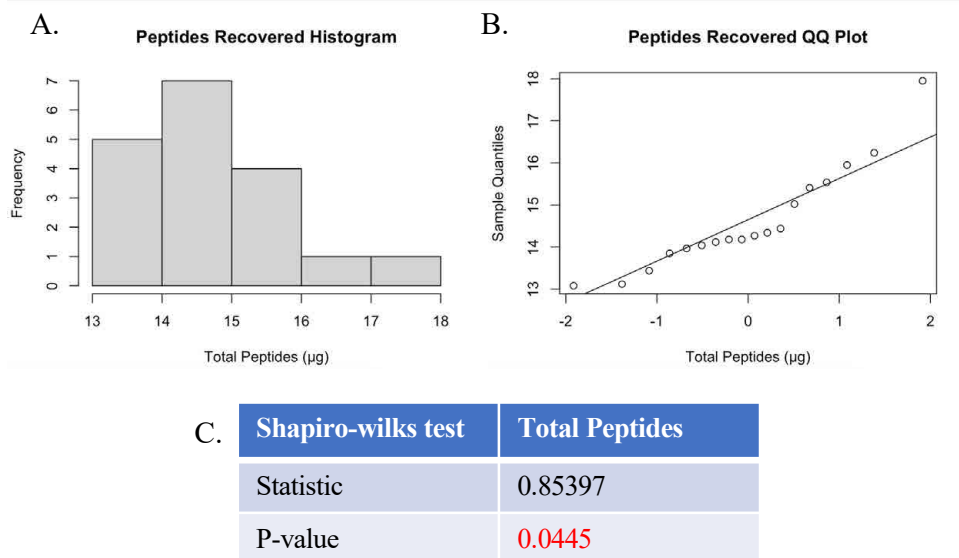 A.
Peptides Recovered Histogram
Frequency
0 1 2 3 4 5 6 7
13 14 15 16 17 18
Total Peptides (µg)
B.
Peptides Recovered QQ Plot
Sample Quantiles
13 14 15 16 17 18
-2 -1 0 1 2
Total Peptides (µg)
C.
Shapiro-wilks test Total Peptides
Statistic 0.85397
P-value 0.0445